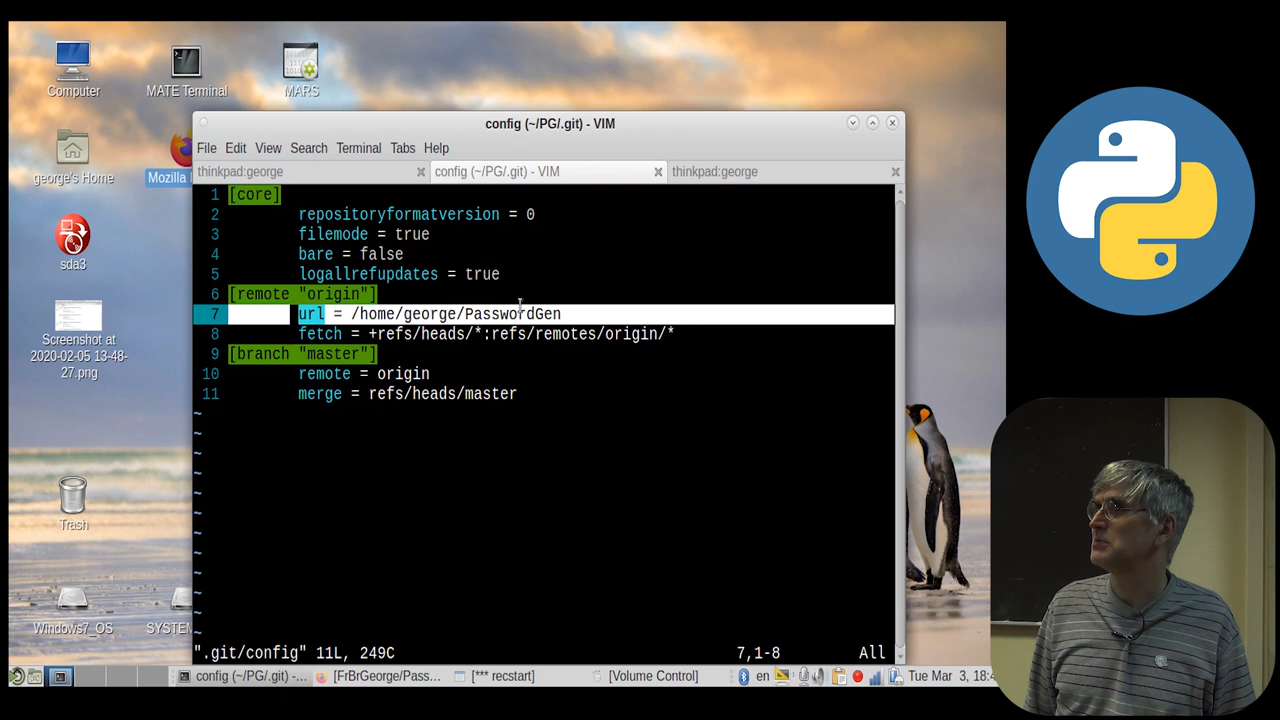 Computer
MATE Terminal
MARS
george's Home
Mozilla
sda3
Screenshot at
2020-02-05 13-48-
27.png
Trash
Windows7_OS
SYSTEM
config (~/PG/.git) - VIM
File Edit View Search Terminal Tabs Help
thinkpad:george config (~/PG/.git) - VIM thinkpad:george
1 [core]
2 repositoryformatversion = 0
3 filemode = true
4 bare = false
5 logallrefupdates = true
6 [remote "origin"]
7 url = /home/george/PasswordGen
8 fetch = +refs/heads/*:refs/remotes/origin/*
9 [branch "master"]
10 remote = origin
11 merge = refs/heads/master
~
~
~
~
~
~
~
~
~
~
~
~
".git/config" 11L, 249C 7,1-8 All
config (~/PG/.git) -... [FrBrGeorge/Pass... [*** recstart] [Volume Control] en Tue Mar 3, 18:4